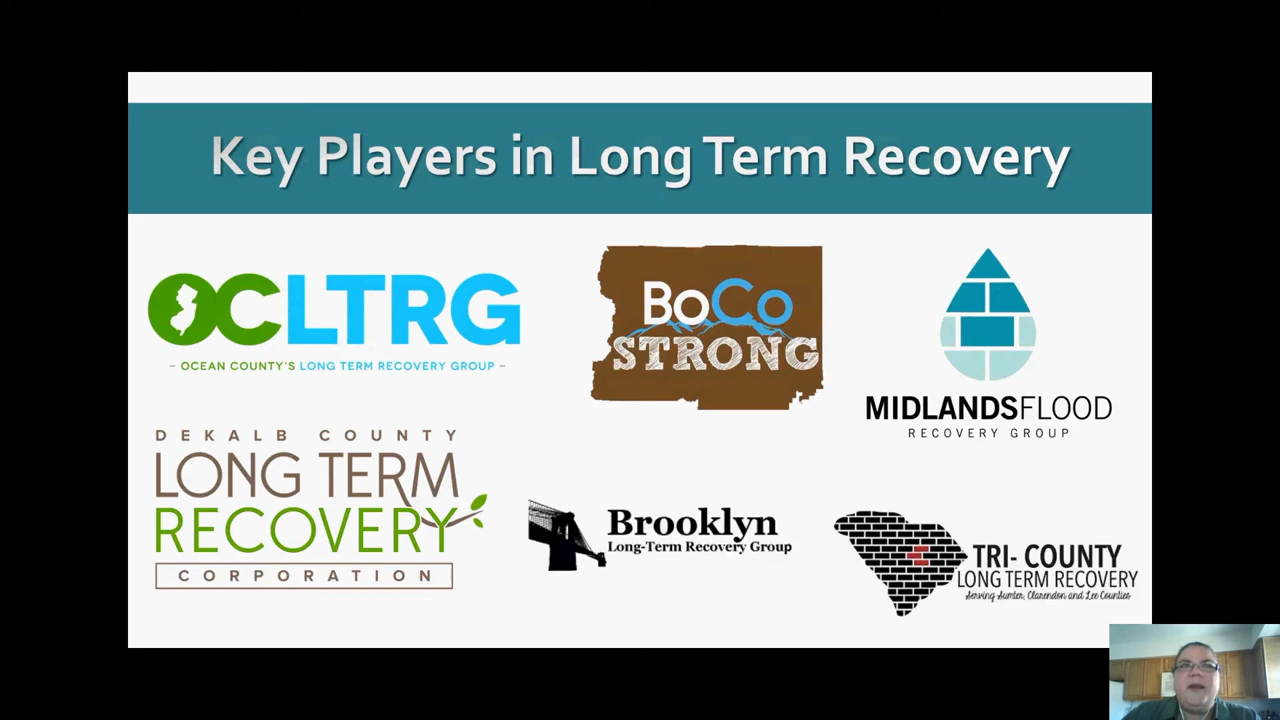 Key Players in Long Term Recovery
OCLTRG
- OCEAN COUNTY'S LONG TERM RECOVERY GROUP -
BoCo
STRONG
MIDLANDSFLOOD
RECOVERY GROUP
DEKALB COUNTY
LONG TERM
RECOVERY
CORPORATION
Brooklyn
Long-Term Recovery Group
TRI- COUNTY
LONG TERM RECOVERY
Serving Sumter, Clarendon and Lee Counties